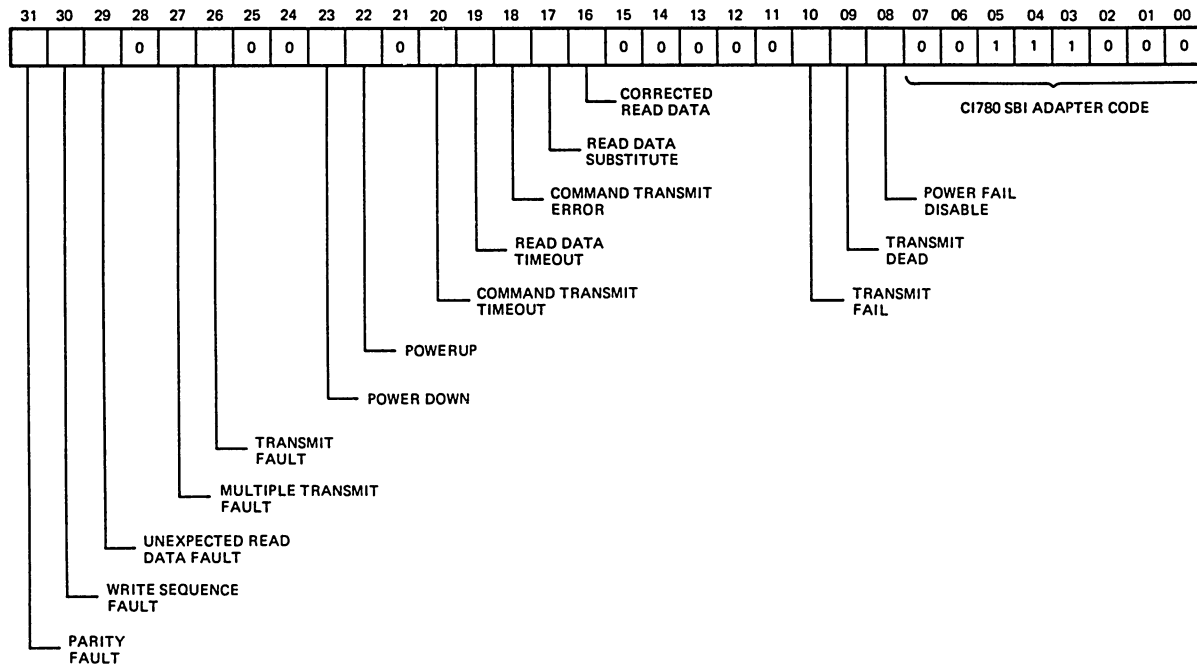 31 30 29 28 27 26 25 24 23 22 21 20 19 18 17 16 15 14 13 12 11 10 09 08 07 06 05 04 03 02 01 00
0 0 0 0 0 0 0 0 0 0 0 1 1 1 0 0 0
CORRECTED
READ DATA
CI780 SBI ADAPTER CODE
READ DATA
SUBSTITUTE
COMMAND TRANSMIT
ERROR
POWER FAIL
DISABLE
READ DATA
TIMEOUT
TRANSMIT
DEAD
COMMAND TRANSMIT
TIMEOUT
TRANSMIT
FAIL
POWERUP
POWER DOWN
TRANSMIT
FAULT
MULTIPLE TRANSMIT
FAULT
UNEXPECTED READ
DATA FAULT
WRITE SEQUENCE
FAULT
PARITY
FAULT